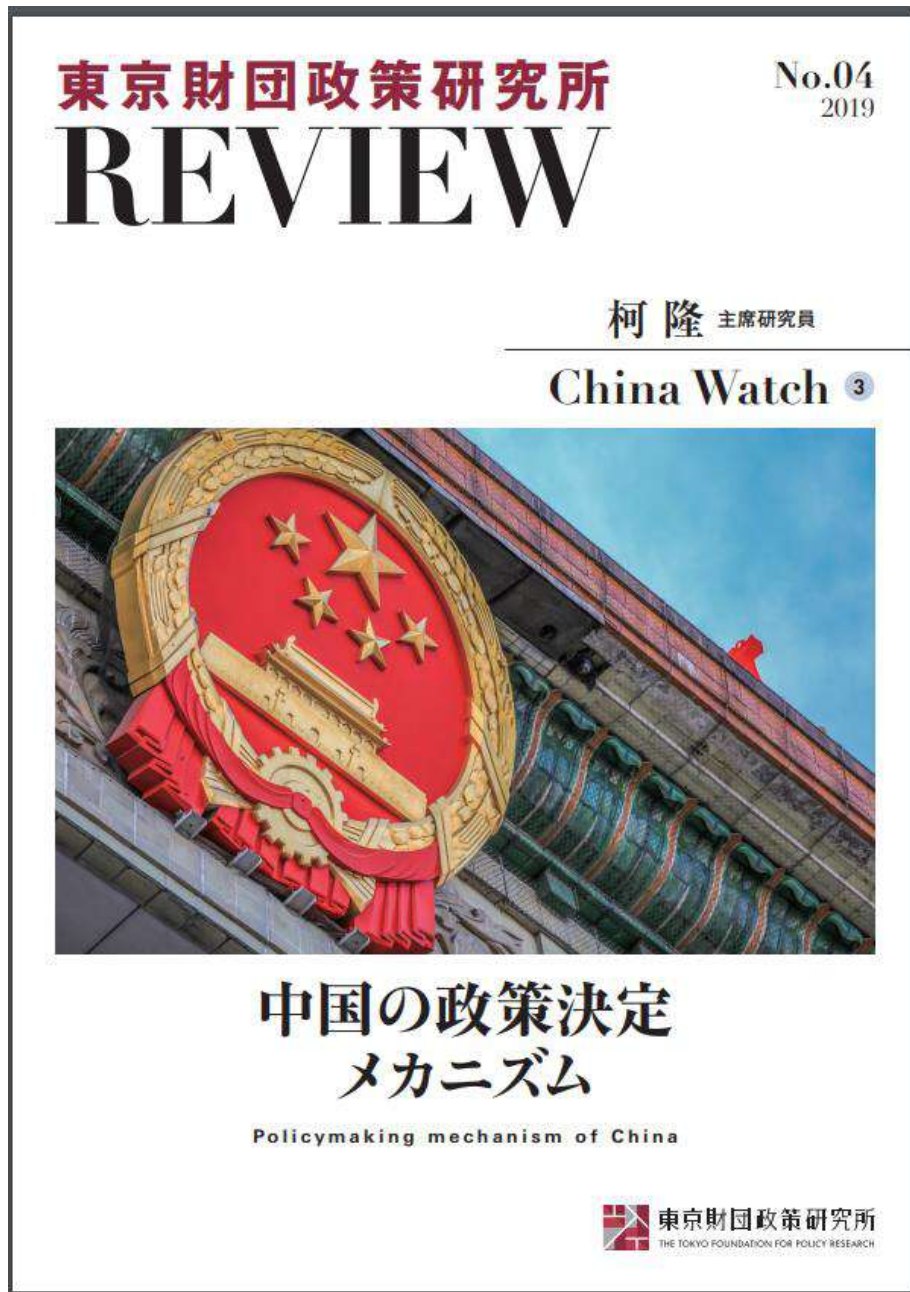 東京財団政策研究所
REVIEW
No.04
2019
柯 隆 主席研究員
China Watch 3
中国の政策決定
メカニズム
Policymaking mechanism of China
東京財団政策研究所
THE TOKYO FOUNDATION FOR POLICY RESEARCH